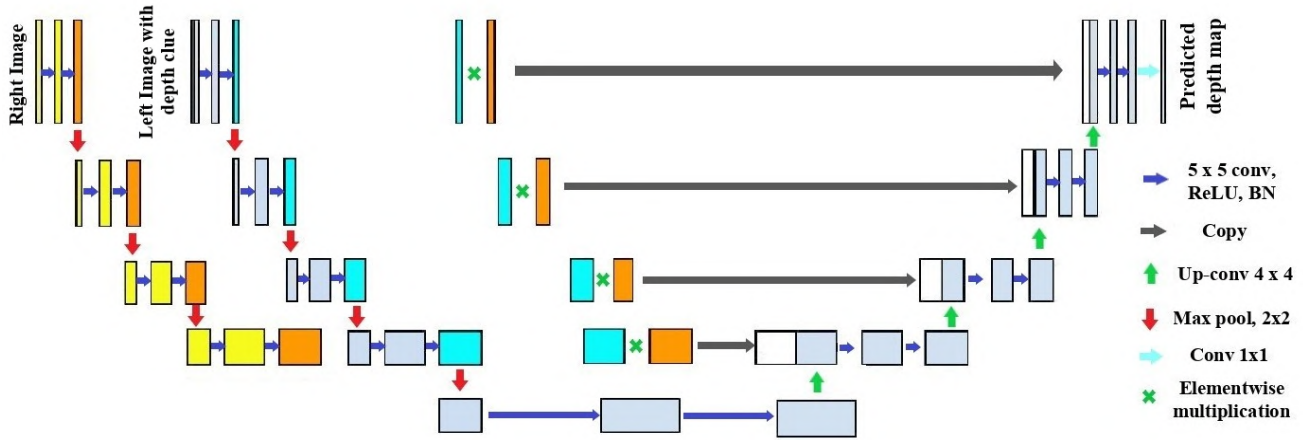 Right Image
Left Image with
depth clue
Predicted
depth map
5 x 5 conv,
ReLU, BN
Copy
Up-conv 4 x 4
Max pool, 2x2
Conv 1x1
Elementwise
multiplication